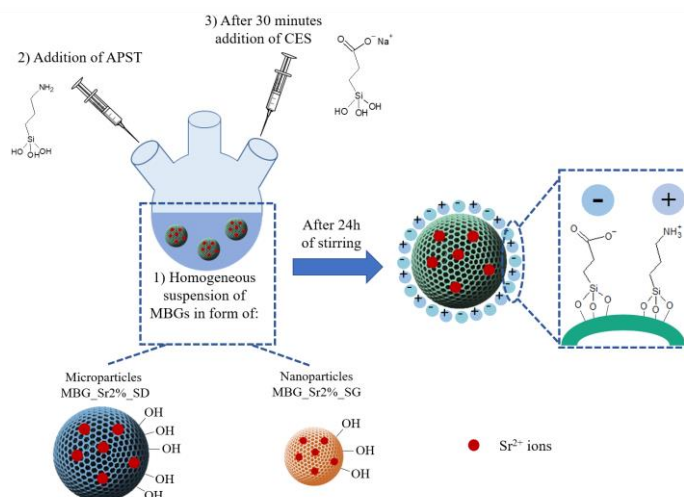 3) After 30 minutes
addition of CES
2) Addition of APST
O
O⁻ Na⁺
Si
HO
OH
OH
NH₂
Si
HO
OH
OH
1) Homogeneous
suspension of
MBGs in form of:
After 24h
of stirring
-
+
O
O⁻
NH₃⁺
Si
Si
O
O
O
O
O
O
Microparticles
MBG_Sr2%_SD
OH
OH
OH
OH
OH
Nanoparticles
MBG_Sr2%_SG
OH
OH
OH
Sr²⁺ ions